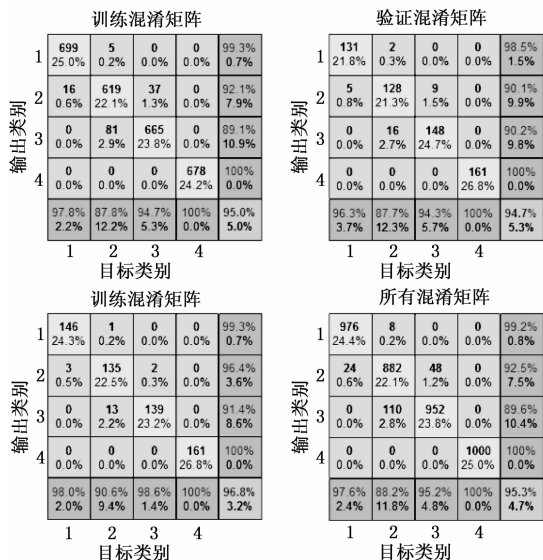 训练混淆矩阵
1 699 5 0 0 99.3%
25.0% 0.2% 0.0% 0.0% 0.7%
2 16 619 37 0 92.1%
0.6% 22.1% 1.3% 0.0% 7.9%
3 0 81 665 0 89.1%
0.0% 2.9% 23.8% 0.0% 10.9%
4 0 0 0 678 100%
0.0% 0.0% 0.0% 24.2% 0.0%
97.8% 87.8% 94.7% 100% 95.0%
2.2% 12.2% 5.3% 0.0% 5.0%
1 2 3 4
目标类别
输出类别
验证混淆矩阵
1 131 2 0 0 98.5%
21.8% 0.3% 0.0% 0.0% 1.5%
2 5 128 9 0 90.1%
0.8% 21.3% 1.5% 0.0% 9.9%
3 0 16 148 0 90.2%
0.0% 2.7% 24.7% 0.0% 9.8%
4 0 0 0 161 100%
0.0% 0.0% 0.0% 26.8% 0.0%
96.3% 87.7% 94.3% 100% 94.7%
3.7% 12.3% 5.7% 0.0% 5.3%
1 2 3 4
目标类别
输出类别
训练混淆矩阵
1 146 1 0 0 99.3%
24.3% 0.2% 0.0% 0.0% 0.7%
2 3 135 2 0 96.4%
0.5% 22.5% 0.3% 0.0% 3.6%
3 0 13 139 0 91.4%
0.0% 2.2% 23.2% 0.0% 8.6%
4 0 0 0 161 100%
0.0% 0.0% 0.0% 26.8% 0.0%
98.0% 90.6% 98.6% 100% 96.8%
2.0% 9.4% 1.4% 0.0% 3.2%
1 2 3 4
目标类别
输出类别
所有混淆矩阵
1 976 8 0 0 99.2%
24.4% 0.2% 0.0% 0.0% 0.8%
2 24 882 48 0 92.5%
0.6% 22.1% 1.2% 0.0% 7.5%
3 0 110 952 0 89.6%
0.0% 2.8% 23.8% 0.0% 10.4%
4 0 0 0 1000 100%
0.0% 0.0% 0.0% 25.0% 0.0%
97.6% 88.2% 95.2% 100% 95.3%
2.4% 11.8% 4.8% 0.0% 4.7%
1 2 3 4
目标类别
输出类别